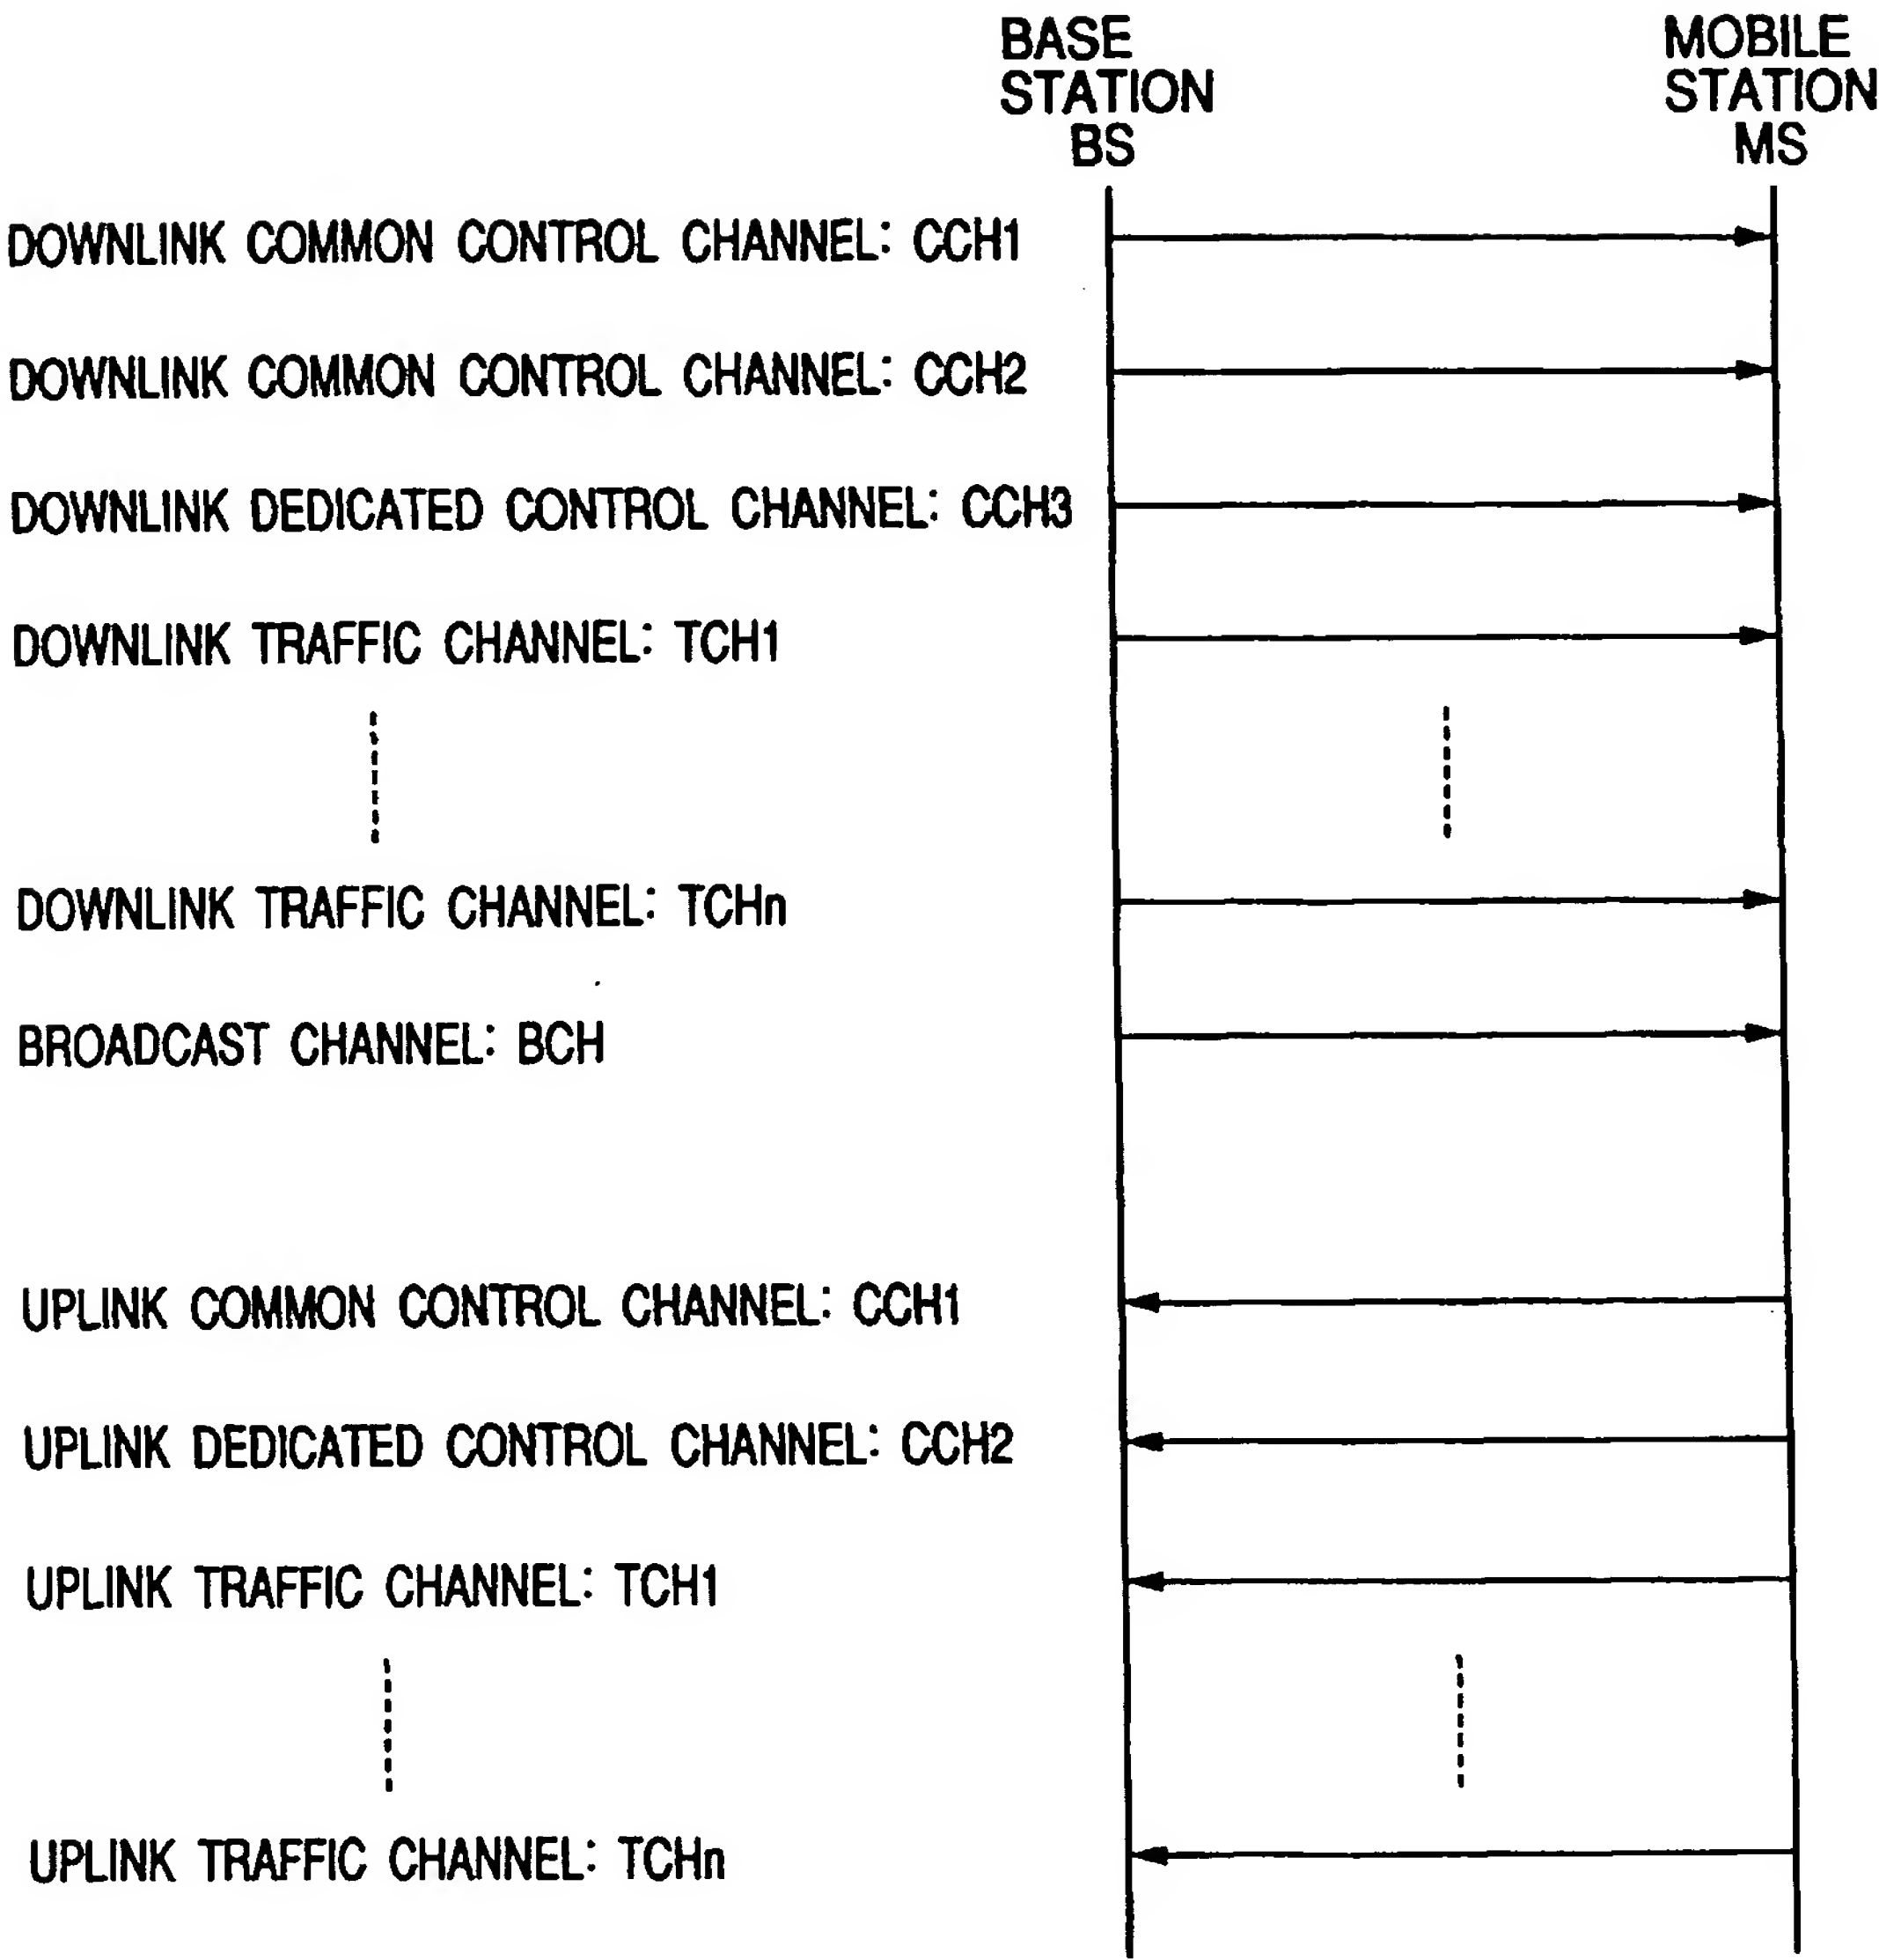 BASE
STATION
BS
MOBILE
STATION
MS
DOWNLINK COMMON CONTROL CHANNEL: CCH1
DOWNLINK COMMON CONTROL CHANNEL: CCH2
DOWNLINK DEDICATED CONTROL CHANNEL: CCH3
DOWNLINK TRAFFIC CHANNEL: TCH1
DOWNLINK TRAFFIC CHANNEL: TCHn
BROADCAST CHANNEL: BCH
UPLINK COMMON CONTROL CHANNEL: CCH1
UPLINK DEDICATED CONTROL CHANNEL: CCH2
UPLINK TRAFFIC CHANNEL: TCH1
UPLINK TRAFFIC CHANNEL: TCHn